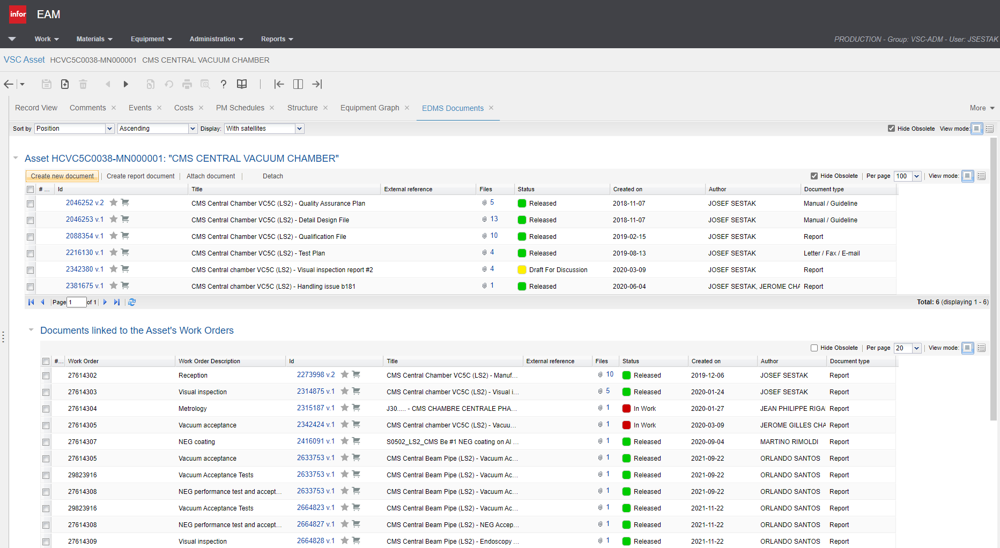 infor EAM
Work Materials Equipment Administration Reports PRODUCTION - Group: VSC-ADM - User: JSESTAK
VSC Asset HCVC5C0038-MN000001 CMS CENTRAL VACUUM CHAMBER
Record View Comments Events Costs PM Schedules Structure Equipment Graph EDMS Documents More
Sort by Position Ascending Display: With satellites Hide Obsolete View mode:
Asset HCVC5C0038-MN000001: "CMS CENTRAL VACUUM CHAMBER"
Create new document Create report document Attach document Detach Hide Obsolete Per page 100 View mode:
# ... Id Title External reference Files Status Created on Author Document type
2046252 v.2 CMS Central Chamber VC5C (LS2) - Quality Assurance Plan 5 Released 2018-11-07 JOSEF SESTAK Manual / Guideline
2046253 v.1 CMS Central Chamber VC5C (LS2) - Detail Design File 13 Released 2018-11-07 JOSEF SESTAK Manual / Guideline
2088354 v.1 CMS Central Chamber VC5C (LS2) - Qualification File 10 Released 2019-02-15 JOSEF SESTAK Report
2216130 v.1 CMS Central Chamber VC5C (LS2) - Test Plan 4 Released 2019-08-13 JOSEF SESTAK Letter / Fax / E-mail
2342380 v.1 CMS Central chamber VC5C (LS2) - Visual inspection report #2 4 Draft For Discussion 2020-03-09 JOSEF SESTAK Report
2381675 v.1 CMS Central chamber VC5C (LS2) - Handling issue b181 1 Released 2020-06-04 JOSEF SESTAK, JEROME CHA Report
Page 1 of 1 Total: 6 (displaying 1 - 6)
Documents linked to the Asset's Work Orders
Hide Obsolete Per page 20 View mode:
#... Work Order Work Order Description Id Title External reference Files Status Created on Author Document type
27614302 Reception 2273998 v.2 CMS Central Chamber VC5C (LS2) - Manuf... 10 Released 2019-12-06 JOSEF SESTAK Report
27614303 Visual inspection 2314875 v.1 CMS Central chamber VC5C (LS2) - Visual i... 5 Released 2020-01-24 JOSEF SESTAK Report
27614304 Metrology 2315187 v.1 J30..... - CMS CHAMBRE CENTRALE PHA... 1 In Work 2020-01-27 JEAN PHILIPPE RIGA Report
27614305 Vacuum acceptance 2342424 v.1 CMS Central chamber VC5C (LS2) - Vacuu... 1 In Work 2020-03-09 JEROME GILLES CHA Report
27614307 NEG coating 2416091 v.1 S0502_LS2_CMS Be #1 NEG coating on Al ... 1 Released 2020-09-04 MARTINO RIMOLDI Report
27614305 Vacuum acceptance 2633753 v.1 CMS Central Beam Pipe (LS2) - Vacuum Ac... 1 Released 2021-09-22 ORLANDO SANTOS Report
29823916 Vacuum Acceptance Tests 2633753 v.1 CMS Central Beam Pipe (LS2) - Vacuum Ac... 1 Released 2021-09-22 ORLANDO SANTOS Report
27614308 NEG performance test and accept... 2633753 v.1 CMS Central Beam Pipe (LS2) - Vacuum Ac... 1 Released 2021-09-22 ORLANDO SANTOS Report
29823916 Vacuum Acceptance Tests 2664823 v.1 CMS Central Beam Pipe (LS2) - Vacuum Ac... 1 Released 2021-11-22 ORLANDO SANTOS Report
27614308 NEG performance test and accept... 2664827 v.1 CMS Central Beam Pipe (LS2) - NEG Accep... 1 Released 2021-11-22 ORLANDO SANTOS Report
27614309 Visual inspection 2664828 v.1 CMS Central Beam Pipe (LS2) - Endoscopy ... 1 Released 2021-11-22 ORLANDO SANTOS Report